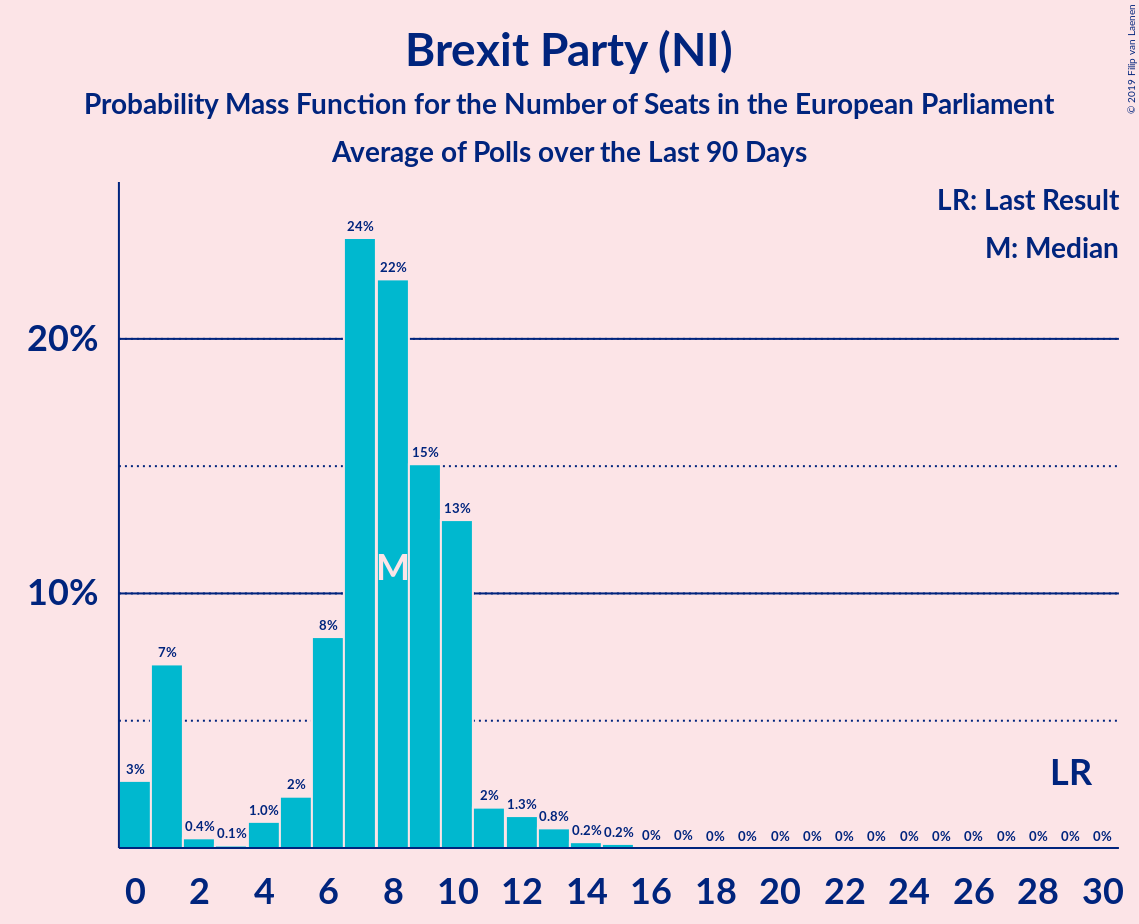 Brexit Party (NI)
Probability Mass Function for the Number of Seats in the European Parliament
Average of Polls over the Last 90 Days
© 2019 Filip van Laenen
LR: Last Result
M: Median
24%
22%
20%
15%
13%
M
10%
8%
7%
3%
2%
1.0%
0.4%
0.1%
2%
1.3%
0.8%
0.2%
0.2%
0% 0% 0% 0% 0% 0% 0% 0% 0% 0% 0% 0% 0% 0% 0%
LR
0 2 4 6 8 10 12 14 16 18 20 22 24 26 28 30